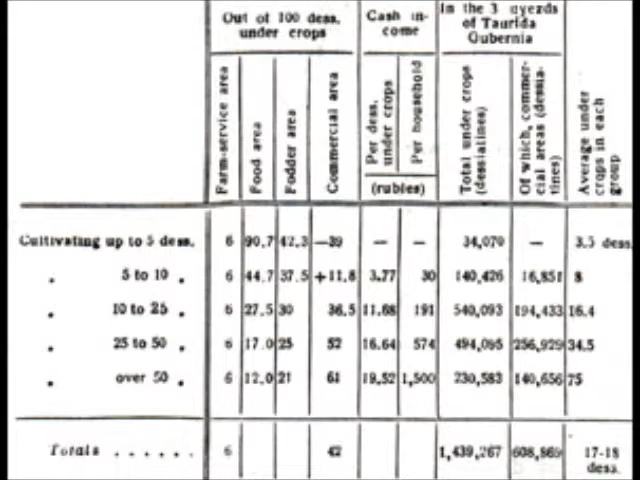 Out of 100 dess. under crops
Cash income
In the 3 uyezds of Taurida Gubernia
Farm-service area
Food area
Fodder area
Commercial area
Per dess. under crops
Per household
(rubles)
Total under crops (dessiatines)
Of which, commercial areas (dessiatines)
Average under crops in each group
Cultivating up to 5 dess. 6 90.7 42.3 —39 — — 34,070 — 3.5 dess.
" 5 to 10 " 6 44.7 37.5 +11.8 3.77 30 140,426 16,851 8
" 10 to 25 " 6 27.5 30 36.5 11.68 191 540,093 194,433 16.4
" 25 to 50 " 6 17.0 25 52 16.64 574 494,095 256,929 34.5
" over 50 " 6 12.0 21 61 19.52 1,500 230,583 140,656 75
Totals . . . . . . 6 42 1,439,267 608,869 17-18 dess.